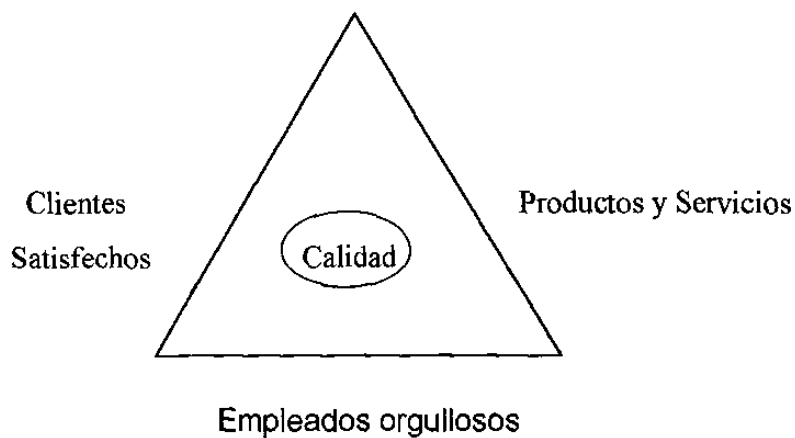 Clientes
Satisfechos
Productos y Servicios
Calidad
Empleados orgullosos